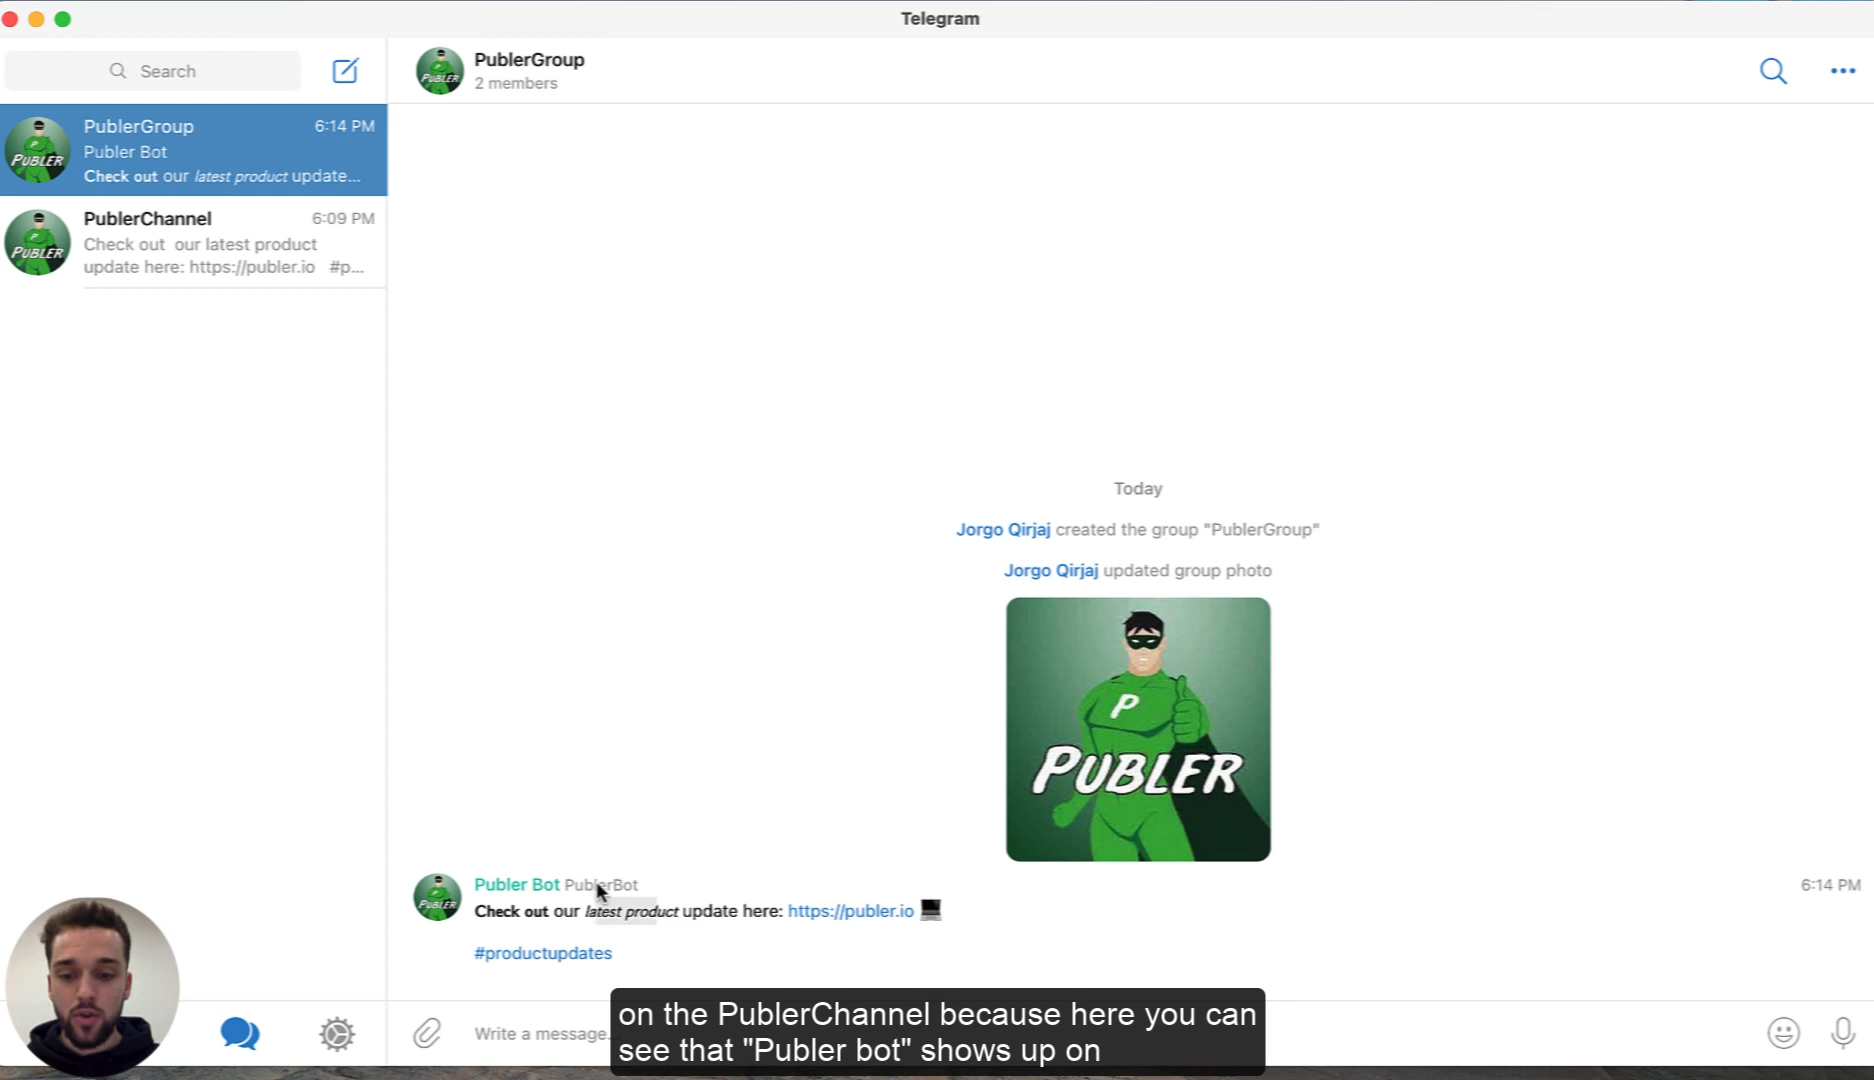 Telegram
Search
PublerGroup
2 members
PublerGroup 6:14 PM
Publer Bot
Check out our latest product update...
PUBLER
PublerChannel 6:09 PM
Check out our latest product
update here: https://publer.io #p...
PUBLER
Today
Jorgo Qirjaj created the group "PublerGroup"
Jorgo Qirjaj updated group photo
P
PUBLER
Publer Bot PublerBot 6:14 PM
Check out our latest product update here: https://publer.io
#productupdates
Write a message.
on the PublerChannel because here you can
see that "Publer bot" shows up on